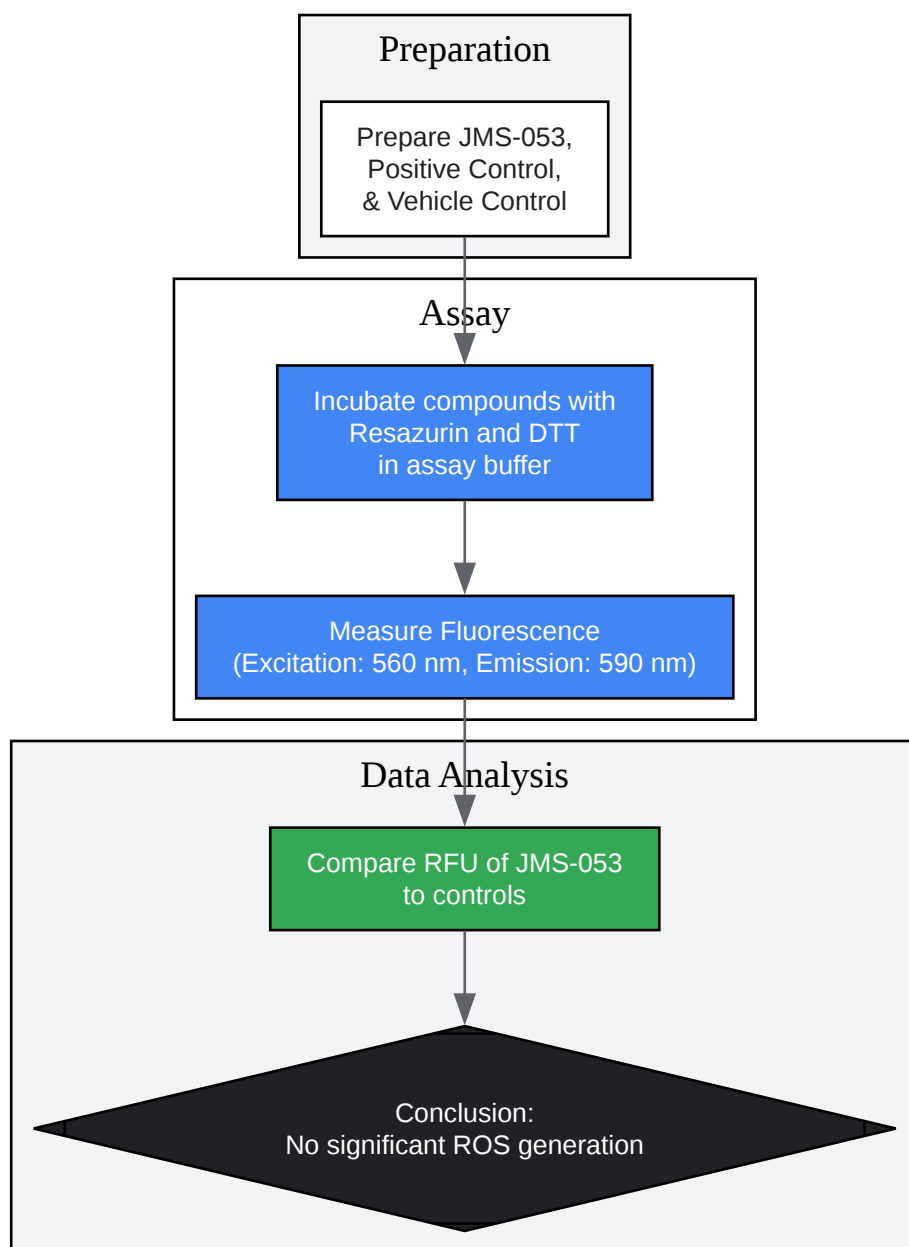 Preparation
Prepare JMS-053,
Positive Control,
& Vehicle Control
Assay
Incubate compounds with
Resazurin and DTT
in assay buffer
Measure Fluorescence
(Excitation: 560 nm, Emission: 590 nm)
Data Analysis
Compare RFU of JMS-053
to controls
Conclusion:
No significant ROS generation